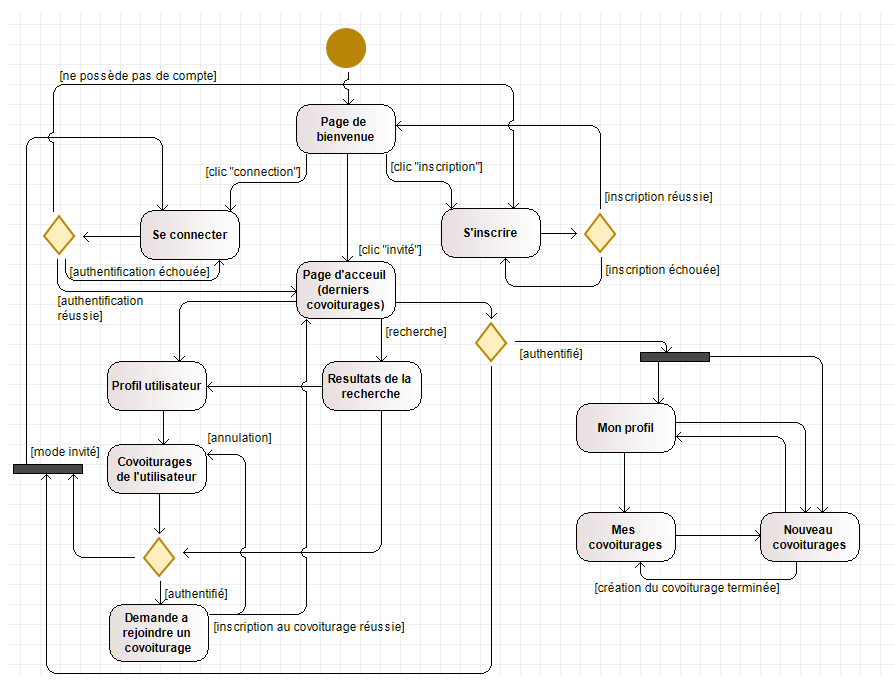 [ne possède pas de compte]
Page de
bienvenue
[clic "connection"]
[clic "inscription"]
[inscription réussie]
Se connecter
S'inscrire
[clic "invité"]
[authentification échouée]
[inscription échouée]
Page d'acceuil
(derniers
covoiturages)
[authentification
réussie]
[recherche]
[authentifié]
Profil utilisateur
Resultats de la
recherche
Mon profil
[annulation]
[mode invité]
Covoiturages
de l'utilisateur
Mes
covoiturages
Nouveau
covoiturages
[authentifié]
[création du covoiturage terminée]
Demande a
rejoindre un
covoiturage
[inscription au covoiturage réussie]